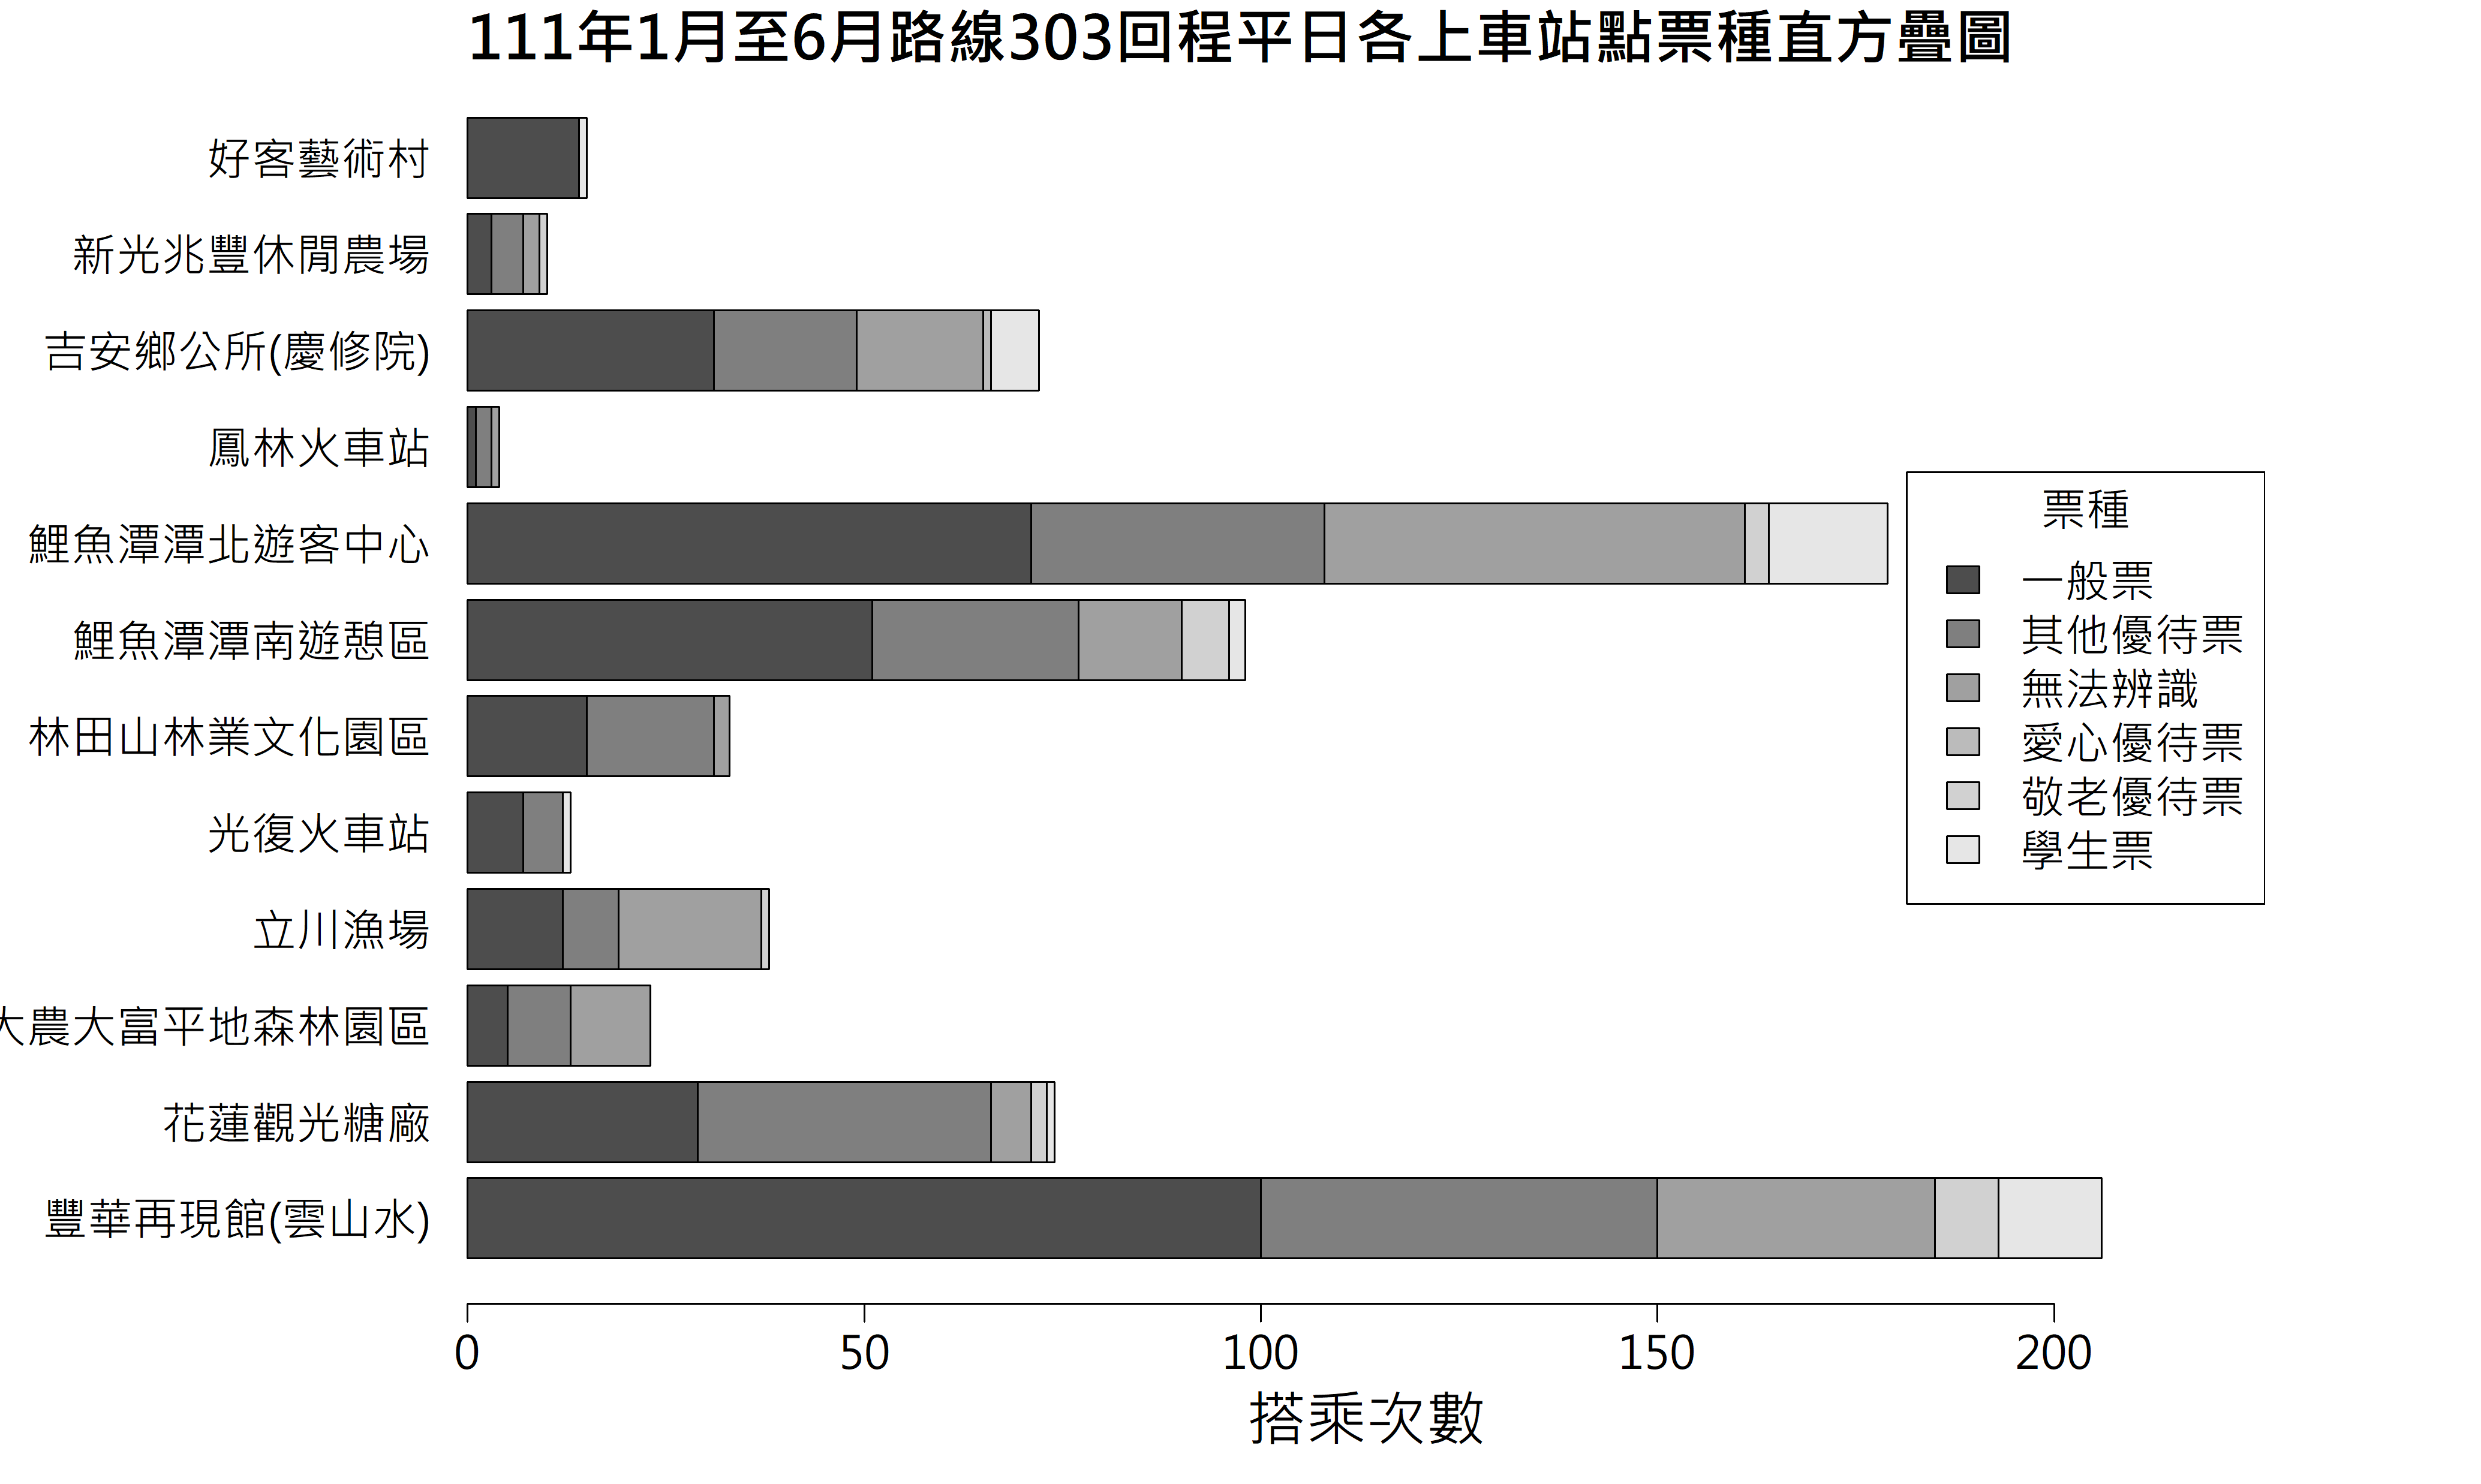 111年1月至6月路線303回程平日各上車站點票種直方疊圖
好客藝術村
新光兆豐休閒農場
吉安鄉公所(慶修院)
鳳林火車站
鯉魚潭潭北遊客中心
鯉魚潭潭南遊憩區
林田山林業文化園區
光復火車站
立川漁場
大農大富平地森林園區
花蓮觀光糖廠
豐華再現館(雲山水)
票種
一般票
其他優待票
無法辨識
愛心優待票
敬老優待票
學生票
0 50 100 150 200
搭乘次數